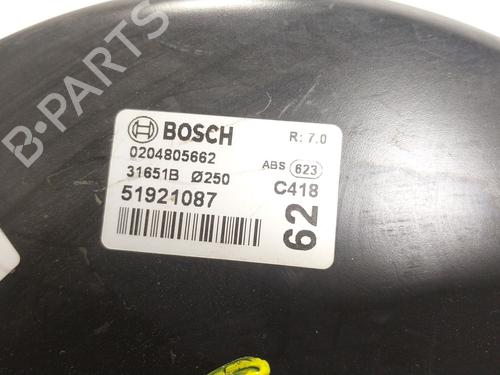 B-PARTS
BOSCH R: 7.0
0204805662
31651B Ø250 ABS 623
51921087 C418
62